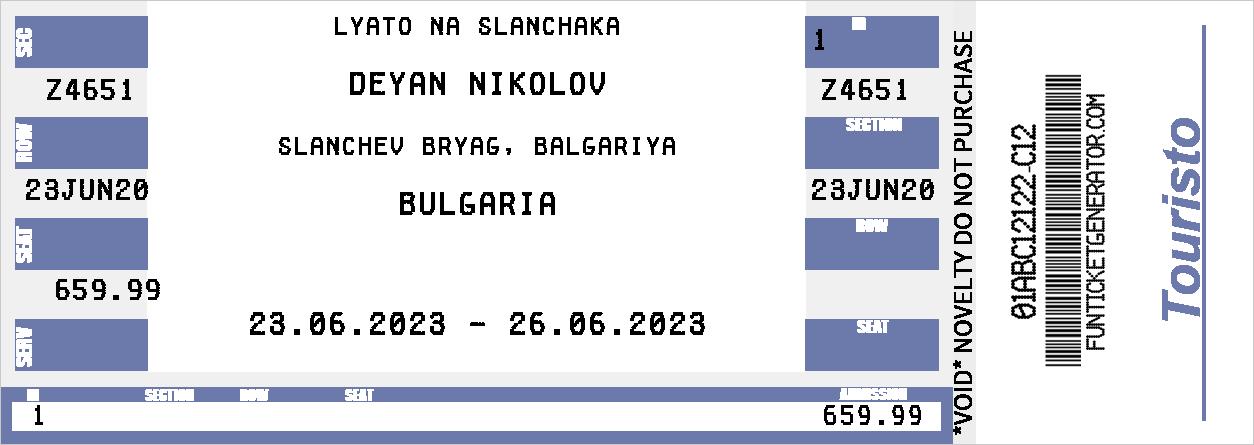 SEC
Z4651
ROW
23JUN20
SEAT
659.99
SERV
LYATO NA SLANCHAKA
DEYAN NIKOLOV
SLANCHEV BRYAG, BALGARIYA
BULGARIA
23.06.2023 - 26.06.2023
1
Z4651
SECTION
23JUN20
ROW
SEAT
SECTION ROW SEAT ADMISSION
1 659.99
*VOID* NOVELTY DO NOT PURCHASE
01ABC12122-C12
FUNTICKETGENERATOR.COM
Touristo